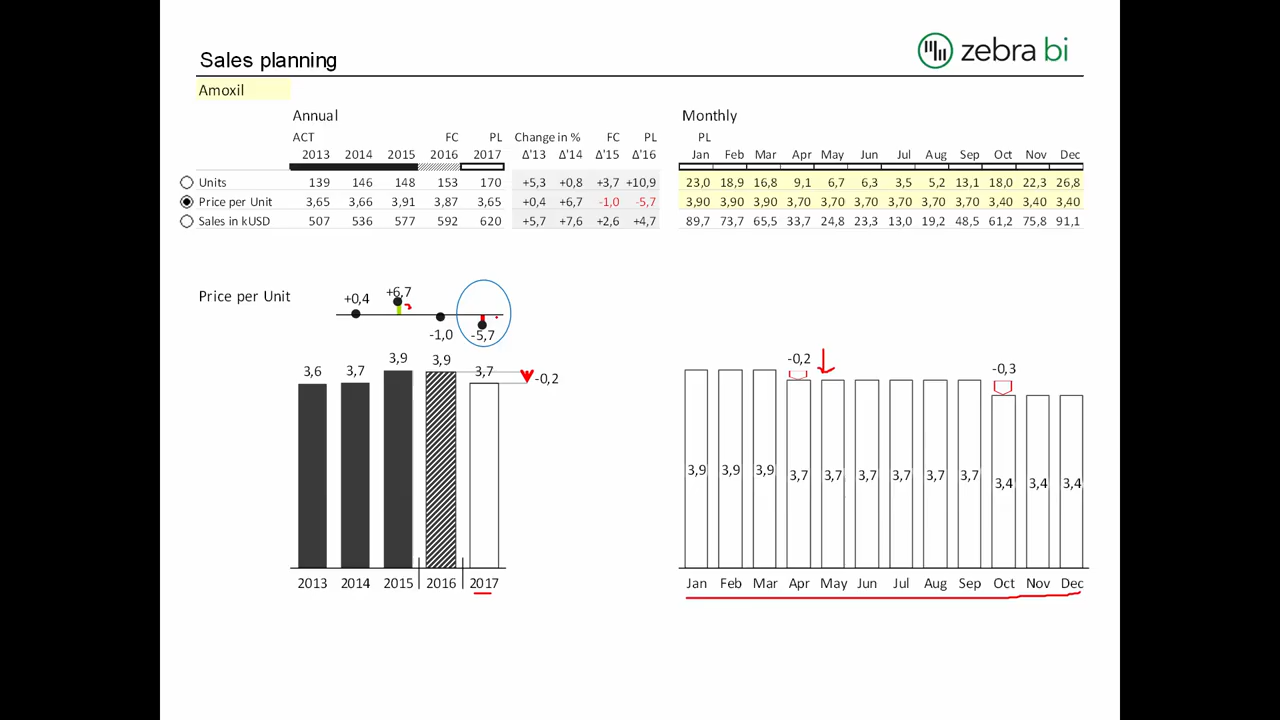 Sales planning
zebra bi
Amoxil
Annual
Monthly
ACT FC PL Change in % FC PL
PL
2013 2014 2015 2016 2017 Δ'13 Δ'14 Δ'15 Δ'16
Jan Feb Mar Apr May Jun Jul Aug Sep Oct Nov Dec
Units 139 146 148 153 170 +5,3 +0,8 +3,7 +10,9
23,0 18,9 16,8 9,1 6,7 6,3 3,5 5,2 13,1 18,0 22,3 26,8
Price per Unit 3,65 3,66 3,91 3,87 3,65 +0,4 +6,7 -1,0 -5,7
3,90 3,90 3,90 3,70 3,70 3,70 3,70 3,70 3,70 3,40 3,40 3,40
Sales in kUSD 507 536 577 592 620 +5,7 +7,6 +2,6 +4,7
89,7 73,7 65,5 33,7 24,8 23,3 13,0 19,2 48,5 61,2 75,8 91,1
Price per Unit
+0,4 +6,7 -1,0 -5,7
3,6 3,7 3,9 3,9 3,7 -0,2
2013 2014 2015 2016 2017
-0,2 -0,3
3,9 3,9 3,9 3,7 3,7 3,7 3,7 3,7 3,7 3,4 3,4 3,4
Jan Feb Mar Apr May Jun Jul Aug Sep Oct Nov Dec